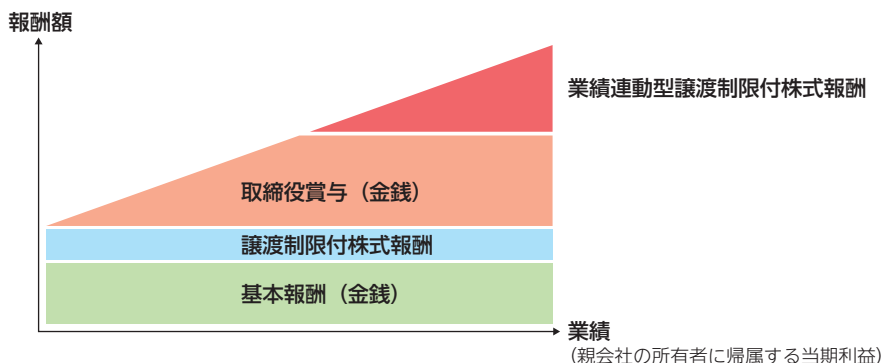 報酬額
業績連動型譲渡制限付株式報酬
取締役賞与（金銭）
譲渡制限付株式報酬
基本報酬（金銭）
業績
（親会社の所有者に帰属する当期利益）